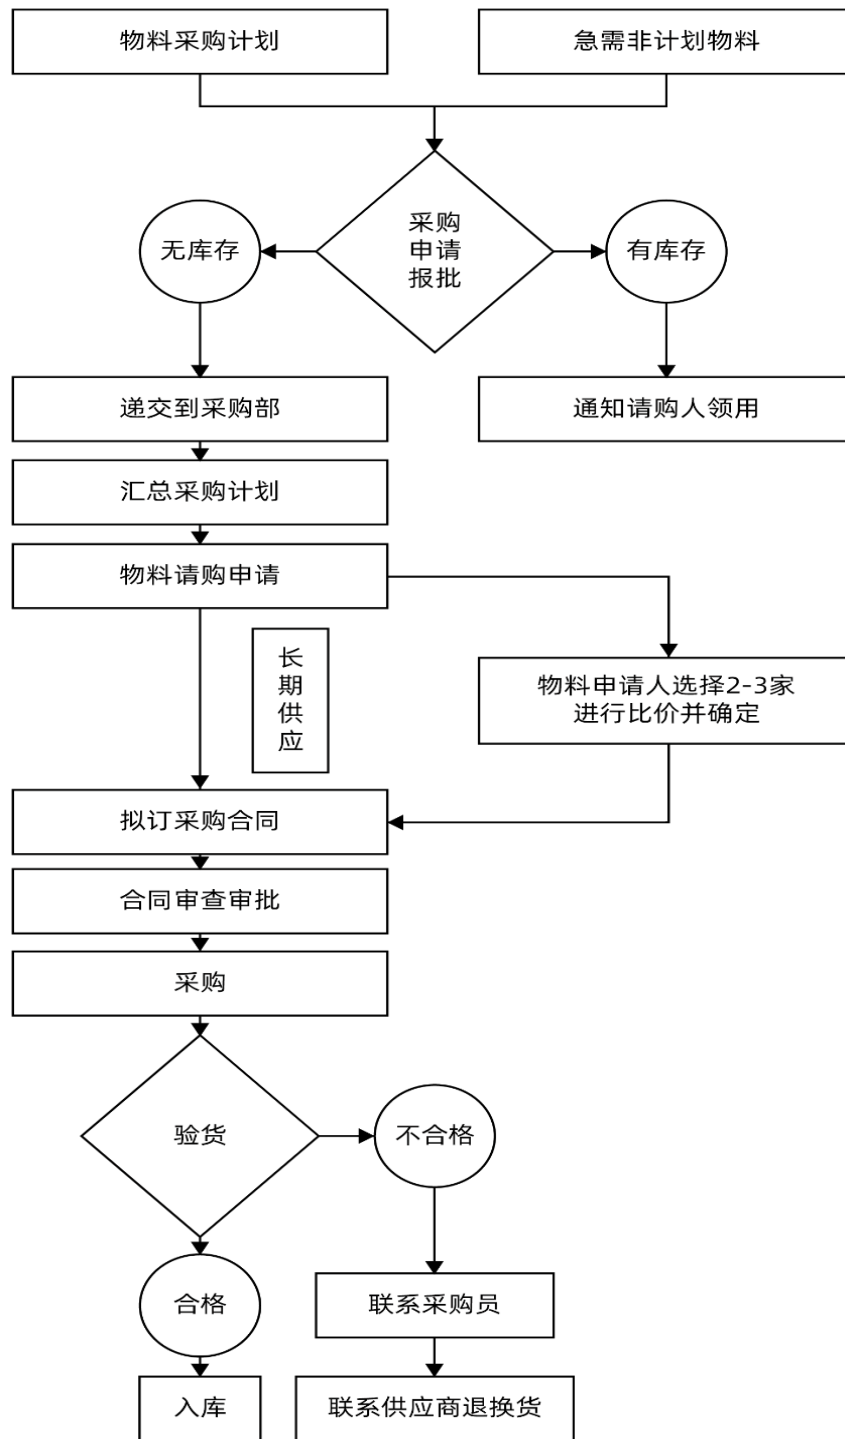 物料采购计划
急需非计划物料
采购
申请
报批
无库存
有库存
递交到采购部
通知请购人领用
汇总采购计划
物料请购申请
长
期
供
应
物料申请人选择2-3家
进行比价并确定
拟订采购合同
合同审查审批
采购
验货
不合格
合格
联系采购员
入库
联系供应商退换货